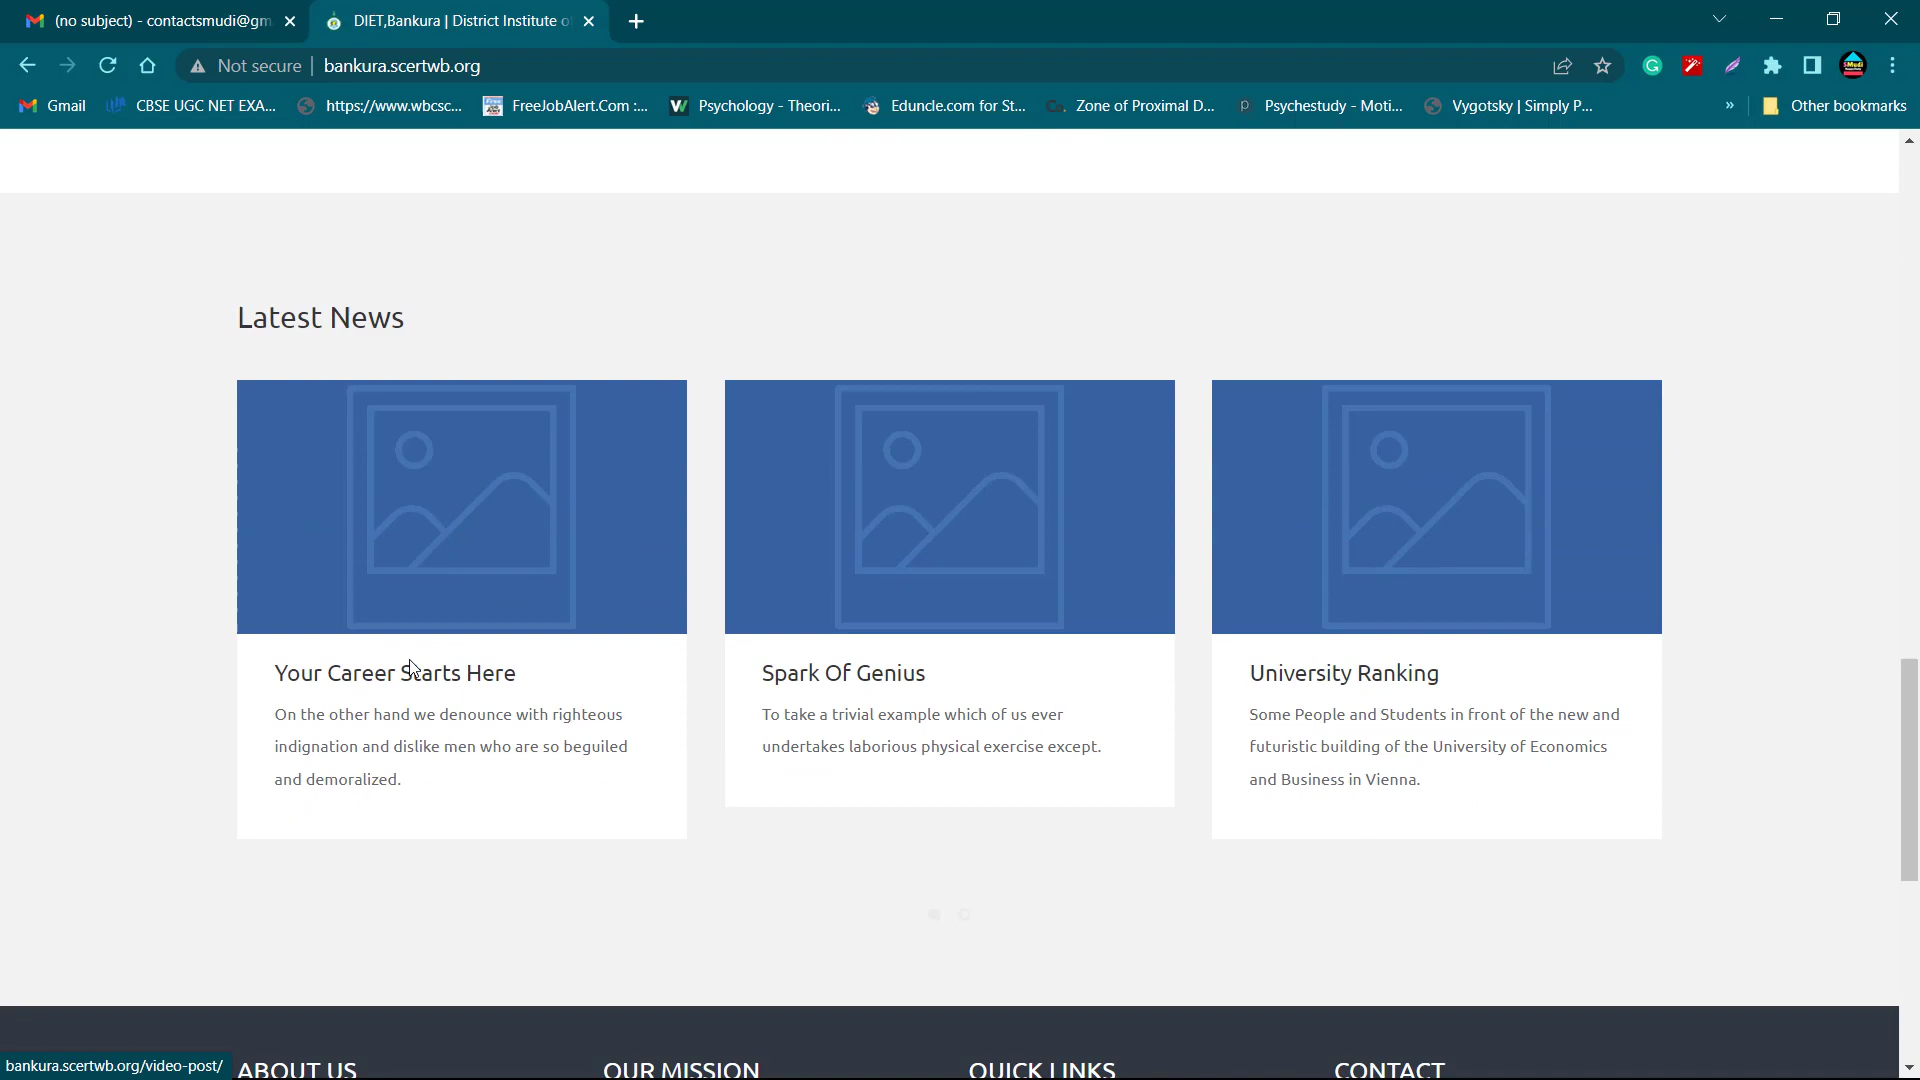 (no subject) - contactsmudi@gm
DIET,Bankura | District Institute o
Not secure
bankura.scertwb.org
Gmail
CBSE UGC NET EXA...
https://www.wbcsc...
FreeJobAlert.Com :...
Psychology - Theori...
Eduncle.com for St...
Zone of Proximal D...
Psychestudy - Moti...
Vygotsky | Simply P...
»
Other bookmarks
Latest News
Your Career Starts Here
On the other hand we denounce with righteous
indignation and dislike men who are so beguiled
and demoralized.
Spark Of Genius
To take a trivial example which of us ever
undertakes laborious physical exercise except.
University Ranking
Some People and Students in front of the new and
futuristic building of the University of Economics
and Business in Vienna.
bankura.scertwb.org/video-post/
ABOUT US
OUR MISSION
QUICK LINKS
CONTACT